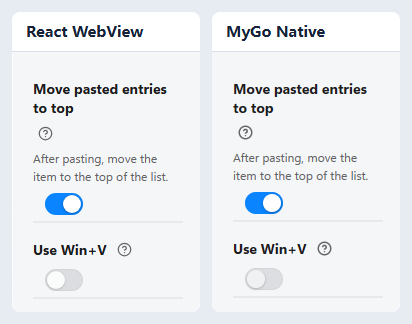 React WebView
Move pasted entries
to top
After pasting, move the
item to the top of the list.
Use Win+V
MyGo Native
Move pasted entries
to top
After pasting, move the
item to the top of the list.
Use Win+V